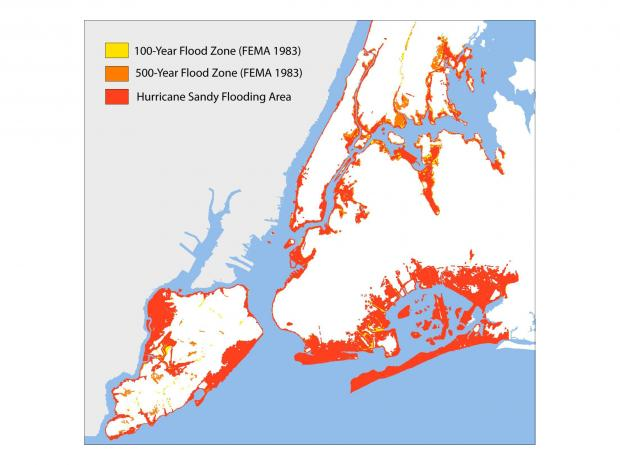 100-Year Flood Zone (FEMA 1983)
500-Year Flood Zone (FEMA 1983)
Hurricane Sandy Flooding Area